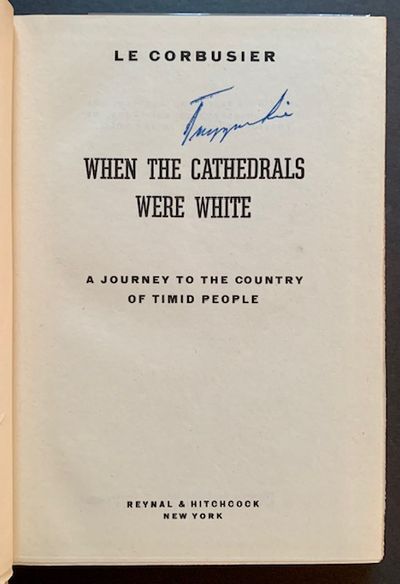 LE CORBUSIER
WHEN THE CATHEDRALS
WERE WHITE
A JOURNEY TO THE COUNTRY
OF TIMID PEOPLE
REYNAL & HITCHCOCK
NEW YORK